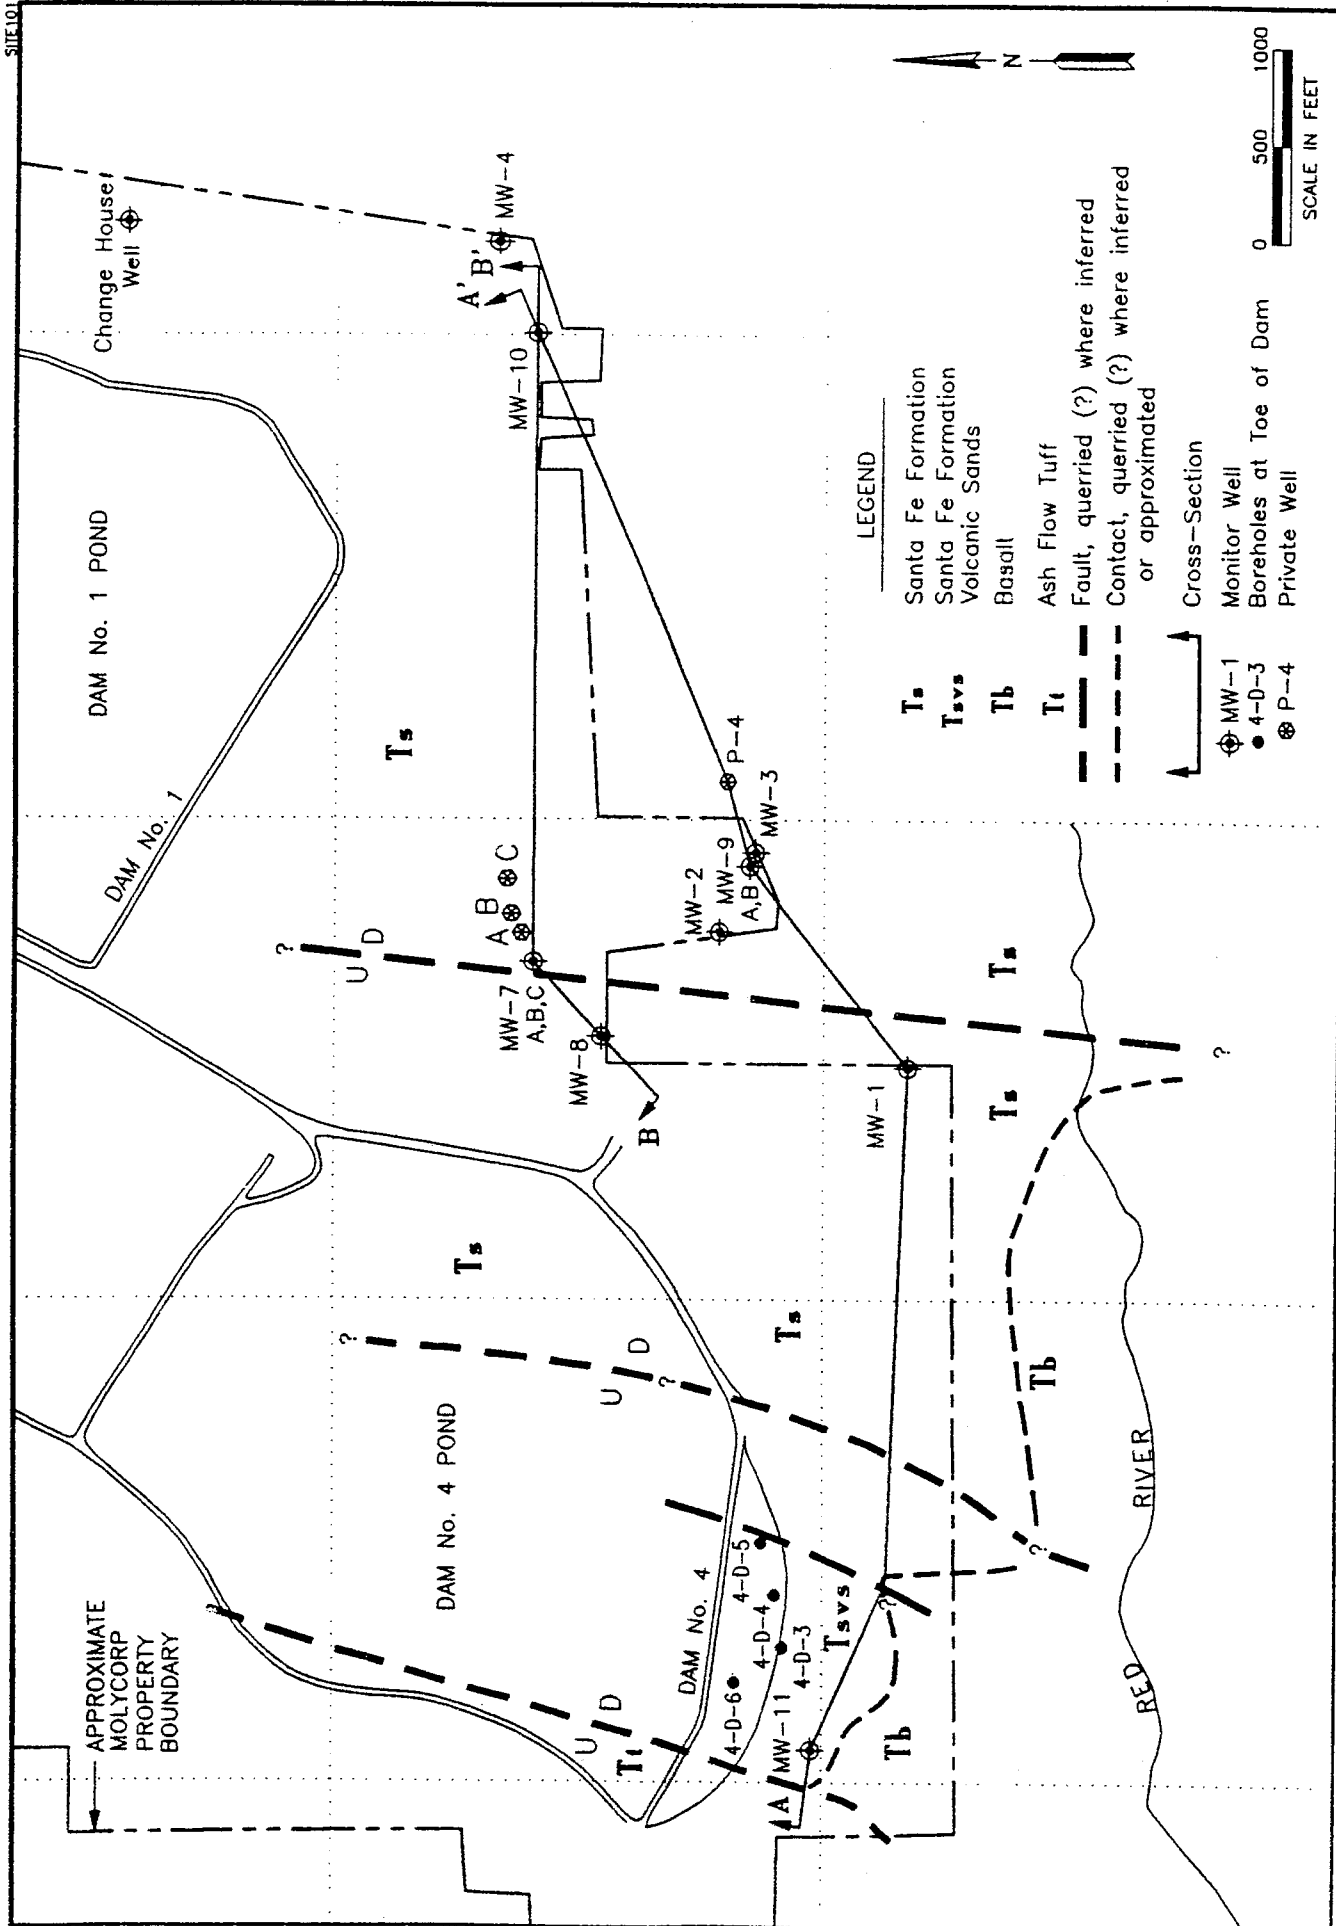 SITE101
APPROXIMATE
MOLYCORP
PROPERTY
BOUNDARY
DAM No. 1 POND
Change House
Well
DAM No. 1
DAM No. 4 POND
DAM No. 4
?
U
D
?
U
D
?
?
U
D
Ts
Ts
Ts
Ts
Ts
Tt
Tsvs
Tb
Tb
?
?
?
A
A'
B
B'
MW-4
MW-10
A
B
C
MW-7
A,B,C
MW-8
MW-2
MW-9
A,B
MW-3
P-4
MW-1
MW-11
4-D-6
4-D-5
4-D-4
4-D-3
RED
RIVER
N
LEGEND
Ts Santa Fe Formation
Tsvs Santa Fe Formation
Volcanic Sands
Tb Basalt
Tt Ash Flow Tuff
Fault, querried (?) where inferred
Contact, querried (?) where inferred
or approximated
Cross-Section
MW-1 Monitor Well
4-D-3 Boreholes at Toe of Dam
P-4 Private Well
0 500 1000
SCALE IN FEET